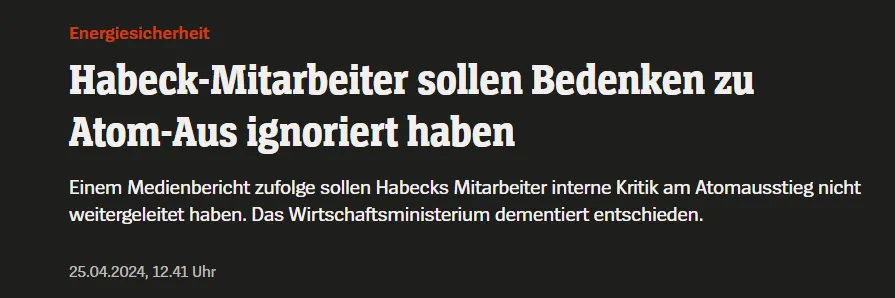 Energiesicherheit
Habeck-Mitarbeiter sollen Bedenken zu
Atom-Aus ignoriert haben
Einem Medienbericht zufolge sollen Habecks Mitarbeiter interne Kritik am Atomausstieg nicht
weitergeleitet haben. Das Wirtschaftsministerium dementiert entschieden.
25.04.2024, 12.41 Uhr